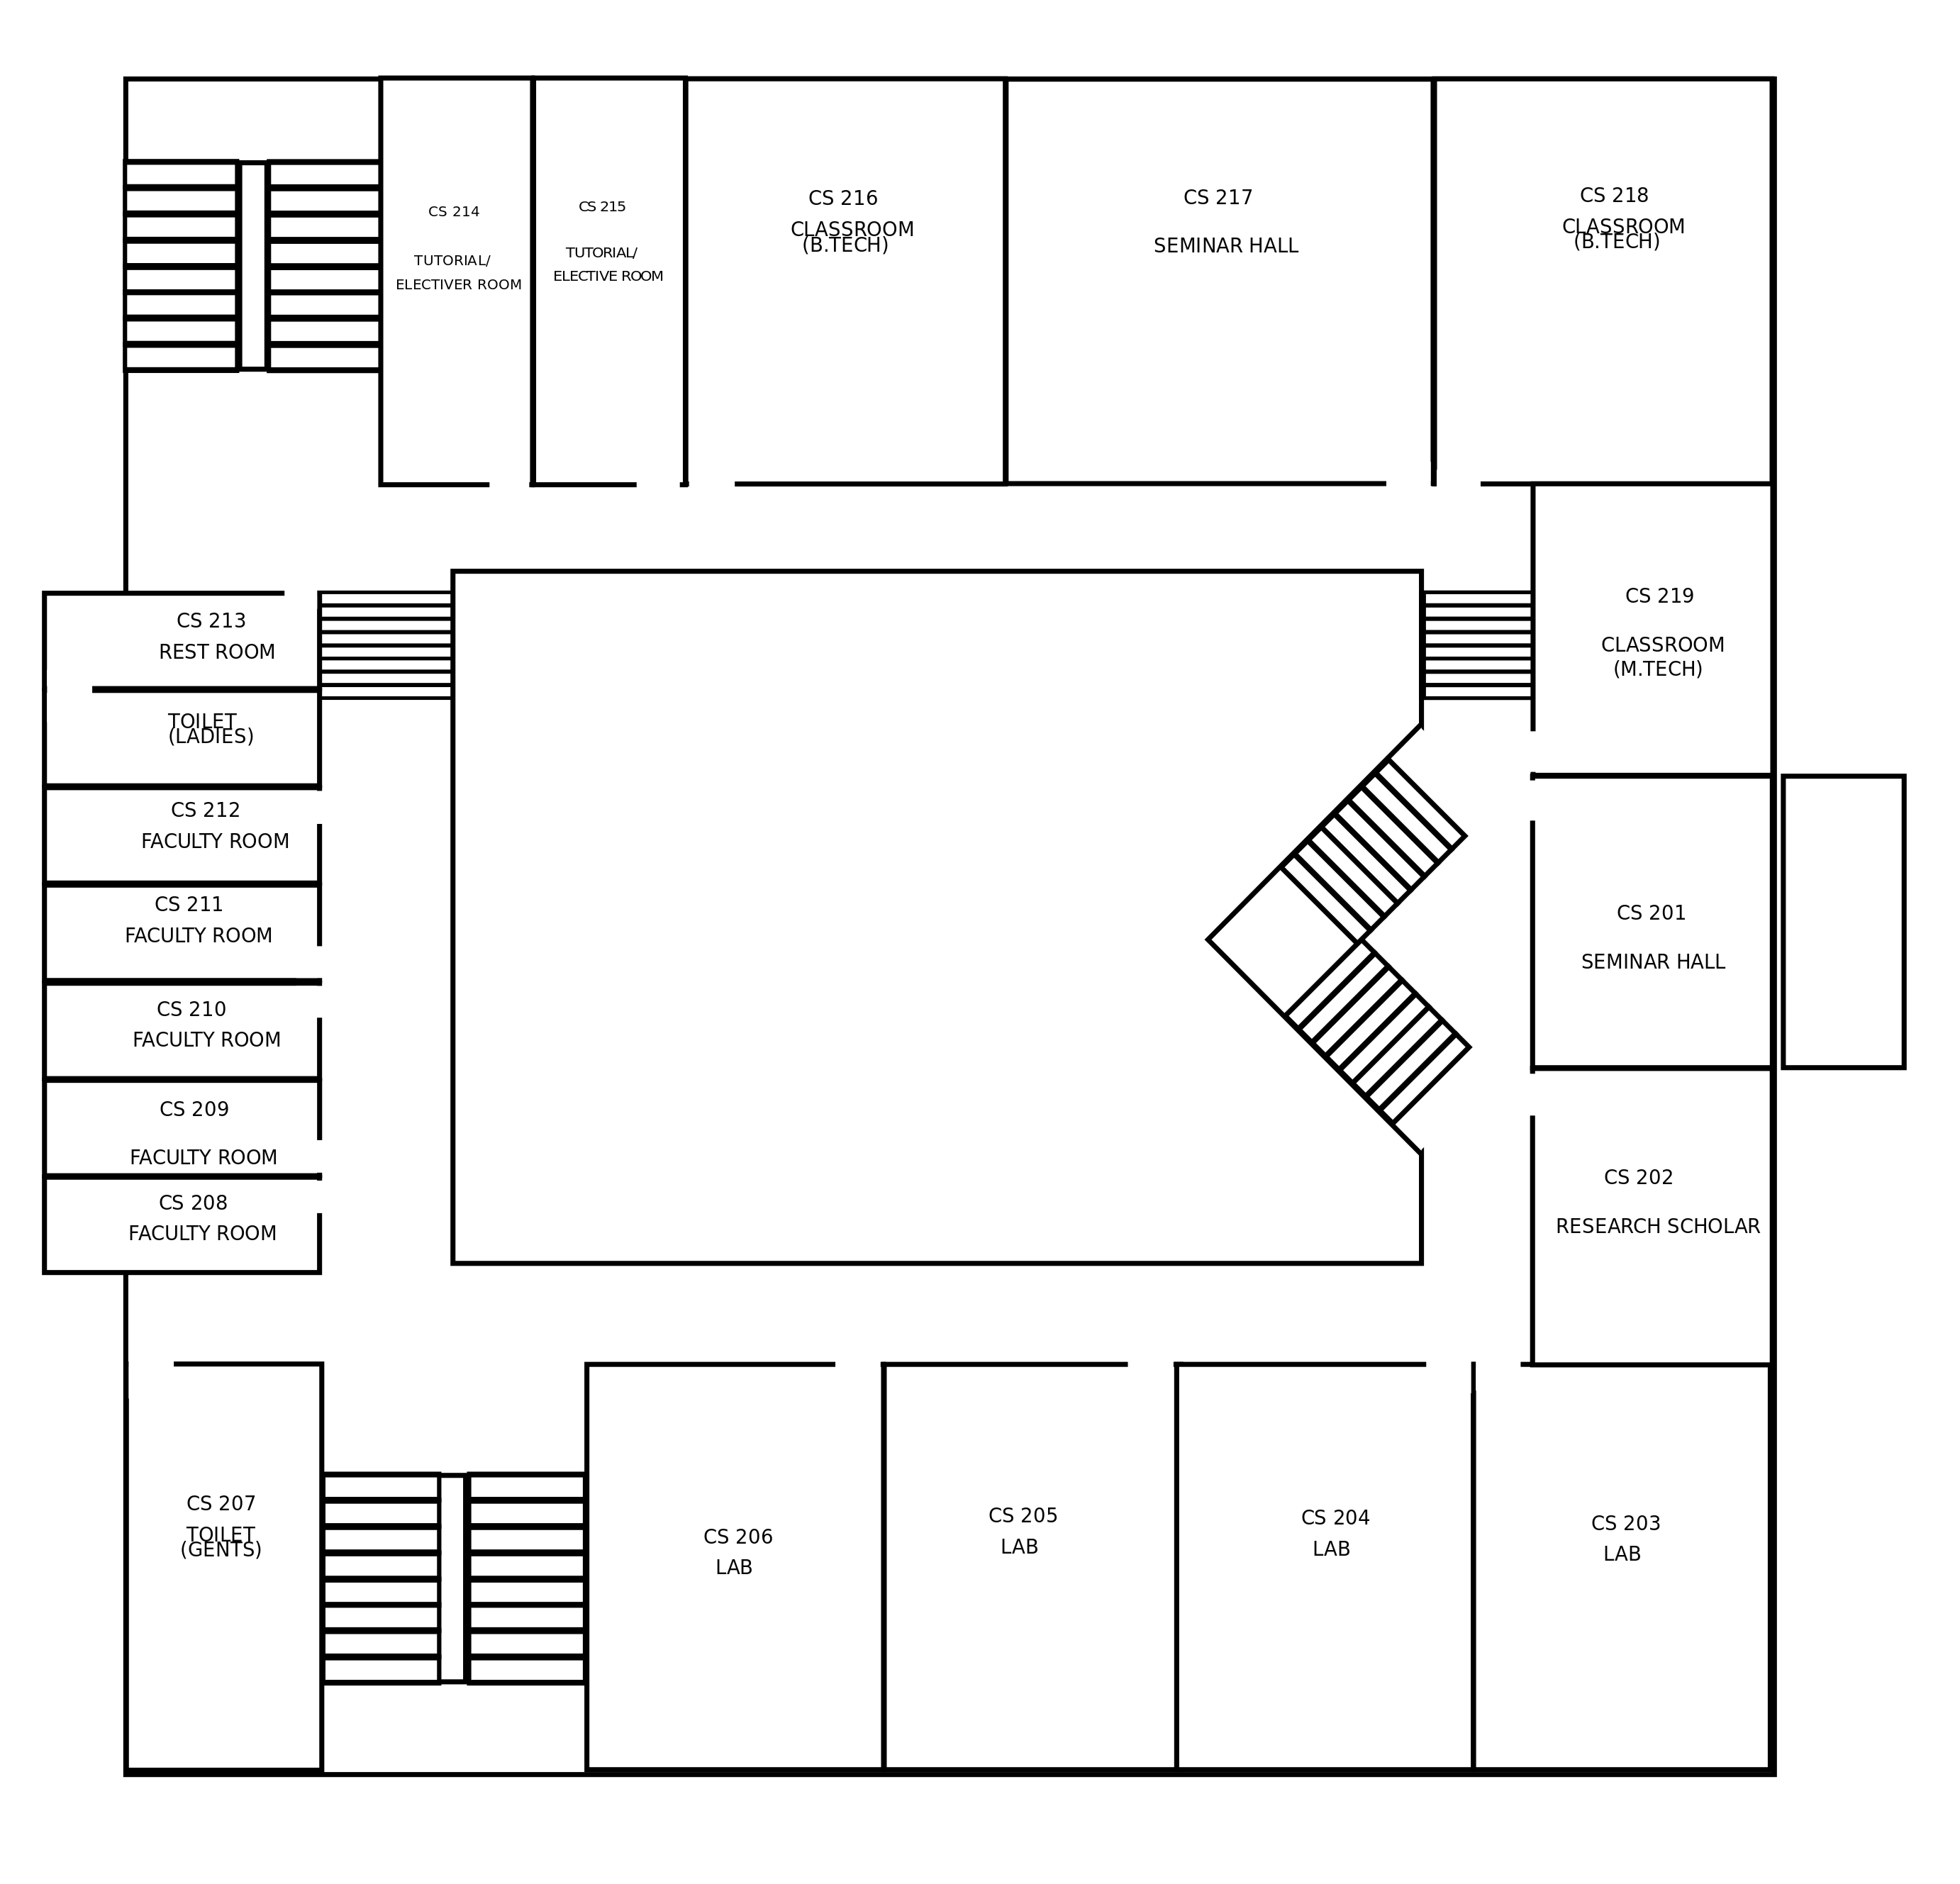 CS 214
TUTORIAL/
ELECTIVER ROOM
CS 215
TUTORIAL/
ELECTIVE ROOM
CS 216
CLASSROOM
(B.TECH)
CS 217
SEMINAR HALL
CS 218
CLASSROOM
(B.TECH)
CS 213
REST ROOM
TOILET
(LADIES)
CS 212
FACULTY ROOM
CS 211
FACULTY ROOM
CS 210
FACULTY ROOM
CS 209
FACULTY ROOM
CS 208
FACULTY ROOM
CS 219
CLASSROOM
(M.TECH)
CS 201
SEMINAR HALL
CS 202
RESEARCH SCHOLAR
CS 207
TOILET
(GENTS)
CS 206
LAB
CS 205
LAB
CS 204
LAB
CS 203
LAB